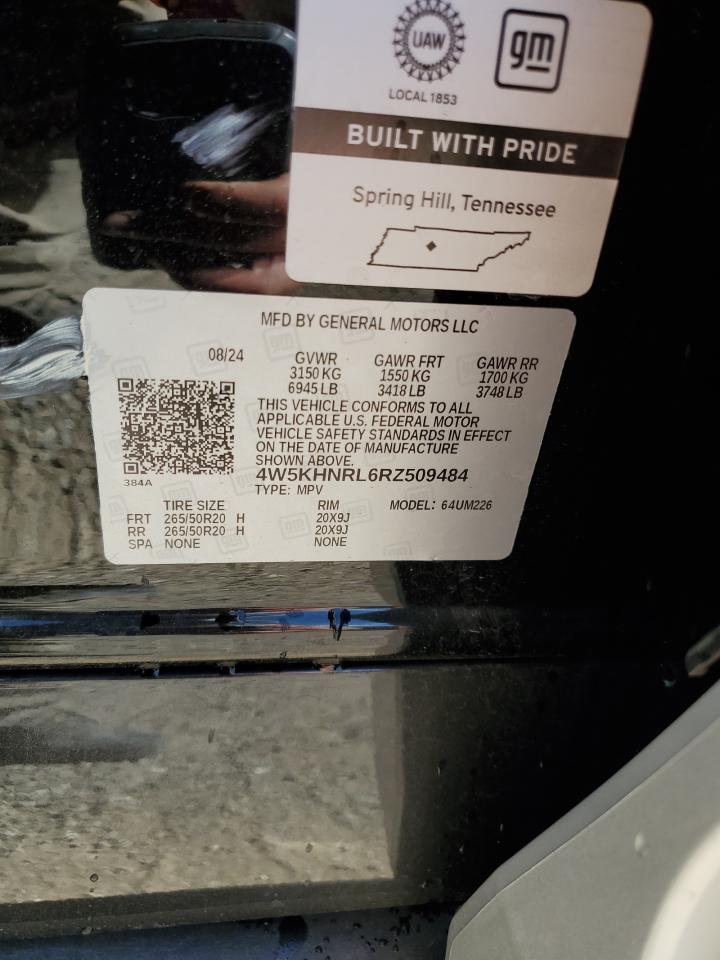 UAW
gm
LOCAL 1853
BUILT WITH PRIDE
Spring Hill, Tennessee
MFD BY GENERAL MOTORS LLC
08/24 GVWR GAWR FRT GAWR RR
3150 KG 1550 KG 1700 KG
6945 LB 3418 LB 3748 LB
THIS VEHICLE CONFORMS TO ALL
APPLICABLE U.S. FEDERAL MOTOR
VEHICLE SAFETY STANDARDS IN EFFECT
ON THE DATE OF MANUFACTURE
SHOWN ABOVE.
4W5KHNRL6RZ509484
384A
TYPE: MPV
TIRE SIZE RIM MODEL: 64UM226
FRT 265/50R20 H 20X9J
RR 265/50R20 H 20X9J
SPA NONE NONE